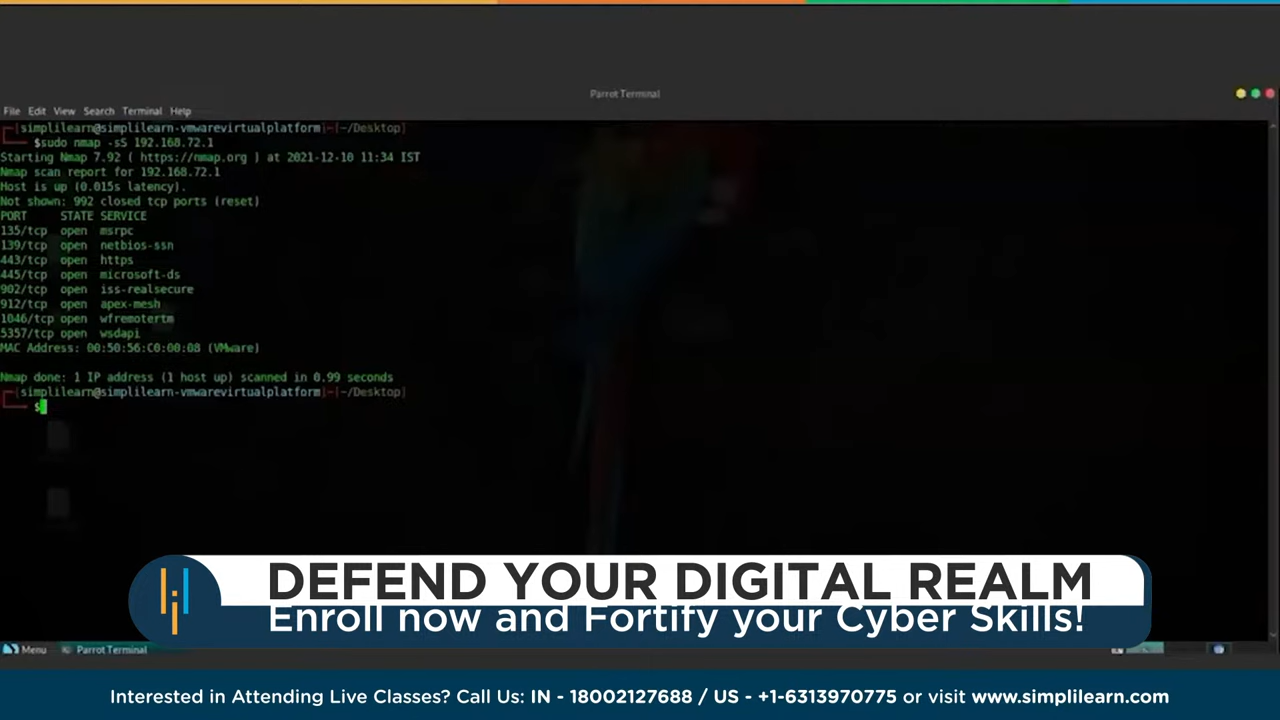 Parrot Terminal
File Edit View Search Terminal Help
[simplilearn@simplilearn-vmwarevirtualplatform]-[~/Desktop]
$sudo nmap -sS 192.168.72.1
Starting Nmap 7.92 ( https://nmap.org ) at 2021-12-10 11:34 IST
Nmap scan report for 192.168.72.1
Host is up (0.015s latency).
Not shown: 992 closed tcp ports (reset)
PORT STATE SERVICE
135/tcp open msrpc
139/tcp open netbios-ssn
443/tcp open https
445/tcp open microsoft-ds
902/tcp open iss-realsecure
912/tcp open apex-mesh
1046/tcp open wfremotertm
5357/tcp open wsdapi
MAC Address: 00:50:56:C0:00:08 (VMware)
Nmap done: 1 IP address (1 host up) scanned in 0.99 seconds
[simplilearn@simplilearn-vmwarevirtualplatform]-[~/Desktop]
$
DEFEND YOUR DIGITAL REALM
Enroll now and Fortify your Cyber Skills!
Menu Parrot Terminal
Interested in Attending Live Classes? Call Us: IN - 18002127688 / US - +1-6313970775 or visit www.simplilearn.com